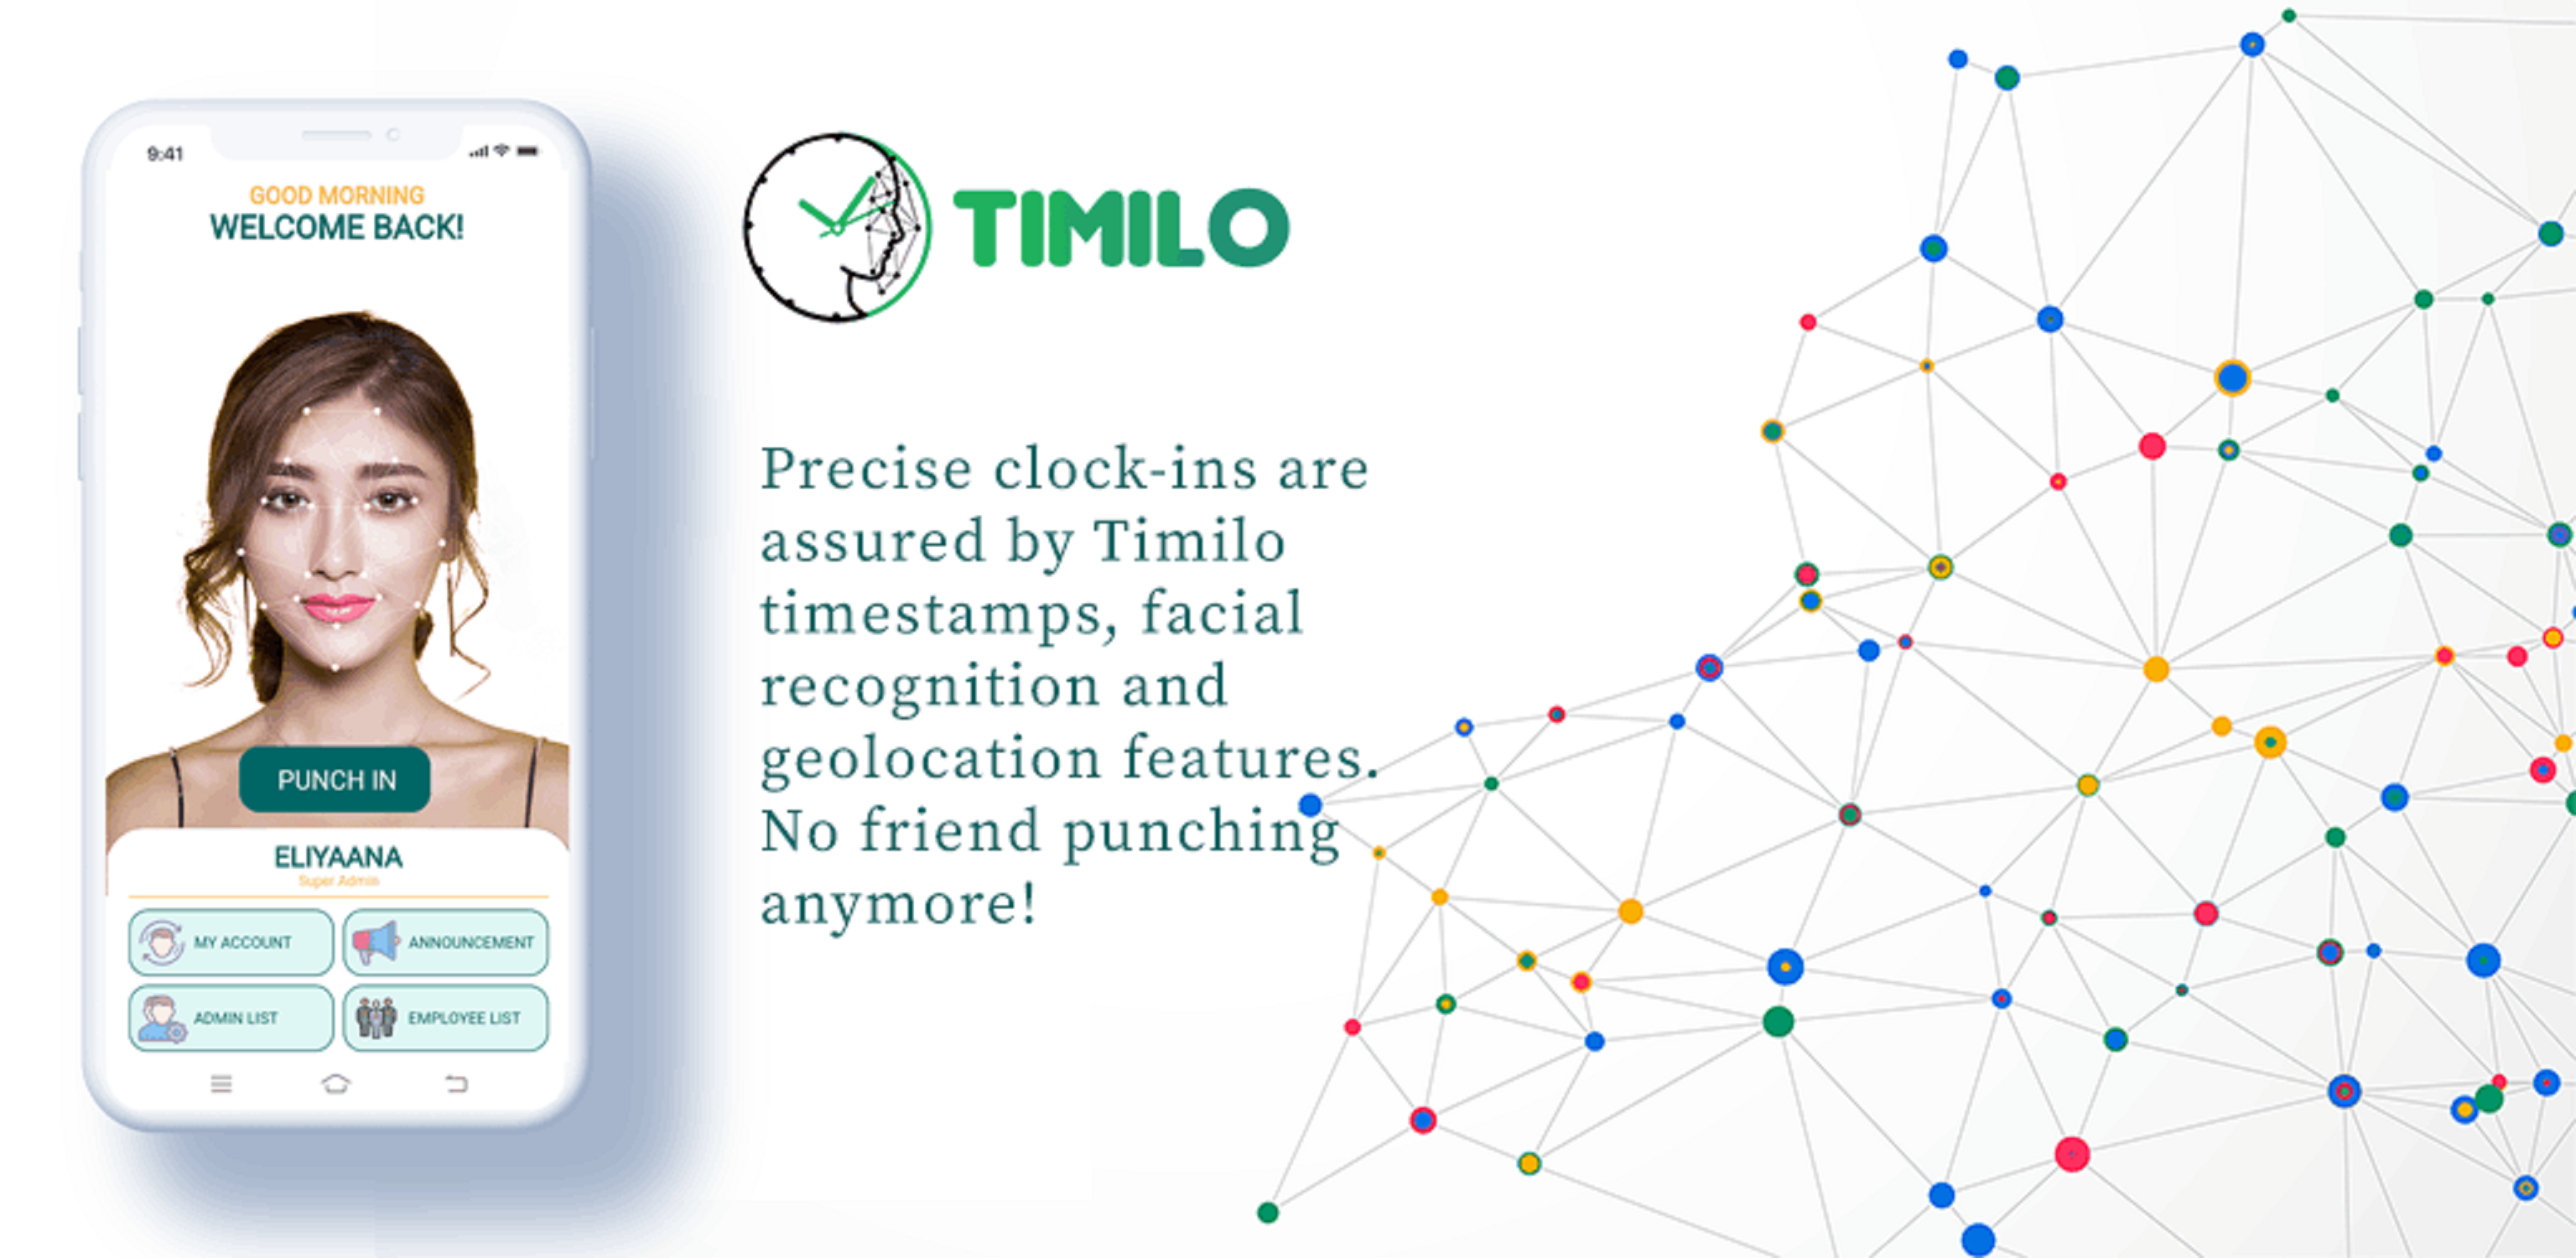 9:41
GOOD MORNING
WELCOME BACK!
PUNCH IN
ELIYAANA
Super Admin
MY ACCOUNT
ANNOUNCEMENT
ADMIN LIST
EMPLOYEE LIST
TIMILO
Precise clock-ins are
assured by Timilo
timestamps, facial
recognition and
geolocation features.
No friend punching
anymore!